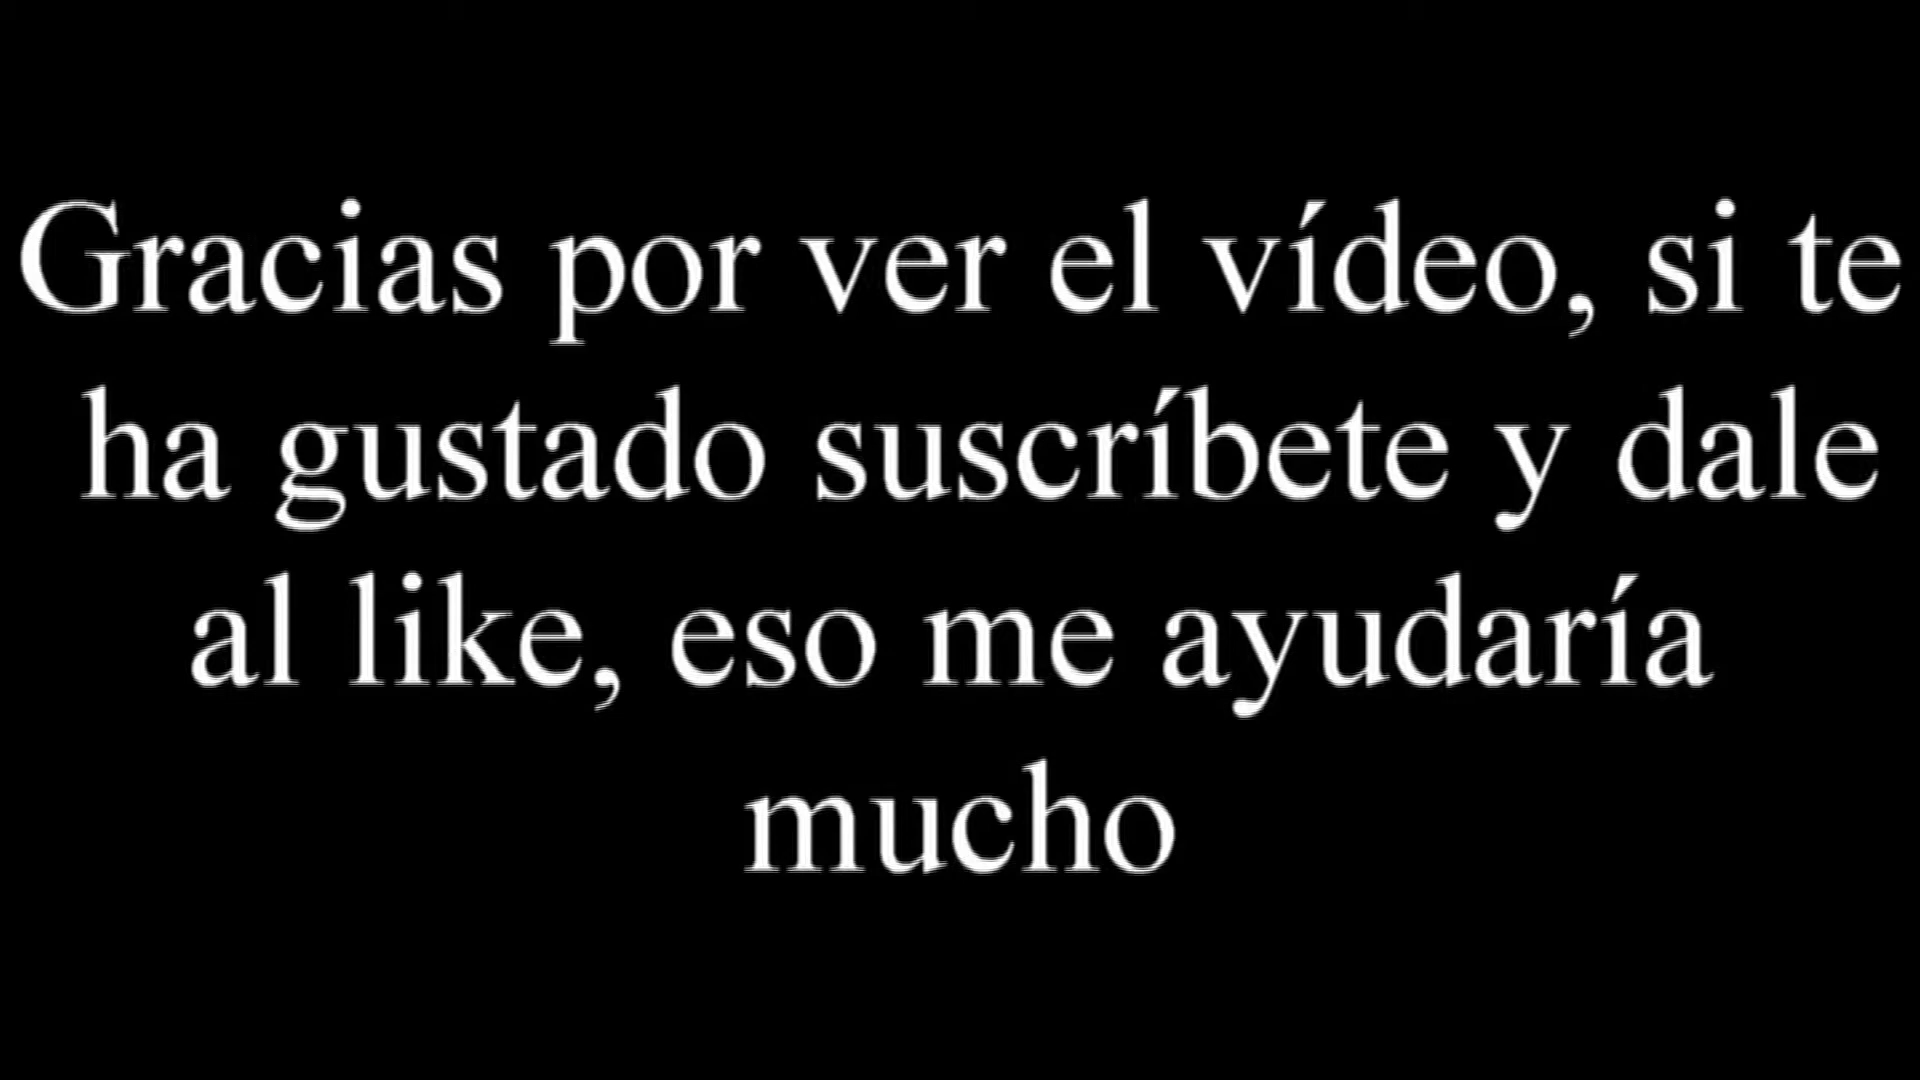 Gracias por ver el vídeo, si te
ha gustado suscríbete y dale
al like, eso me ayudaría
mucho